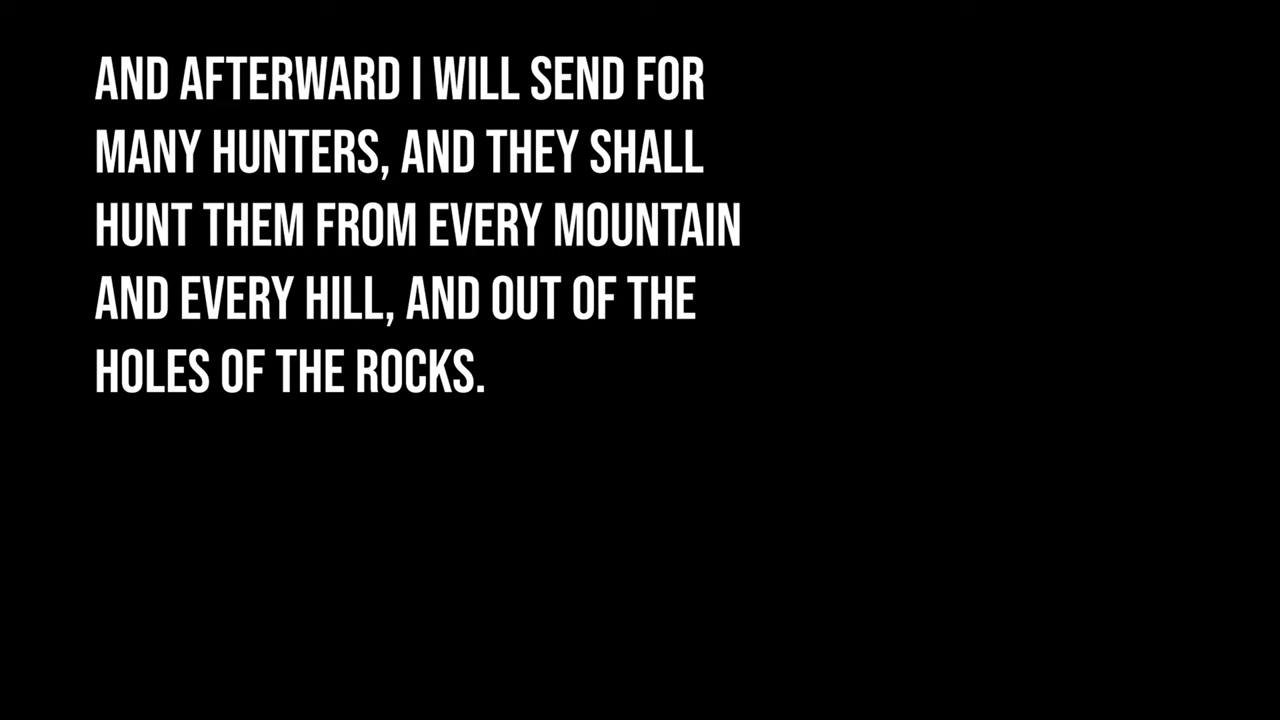 AND AFTERWARD I WILL SEND FOR
MANY HUNTERS, AND THEY SHALL
HUNT THEM FROM EVERY MOUNTAIN
AND EVERY HILL, AND OUT OF THE
HOLES OF THE ROCKS.